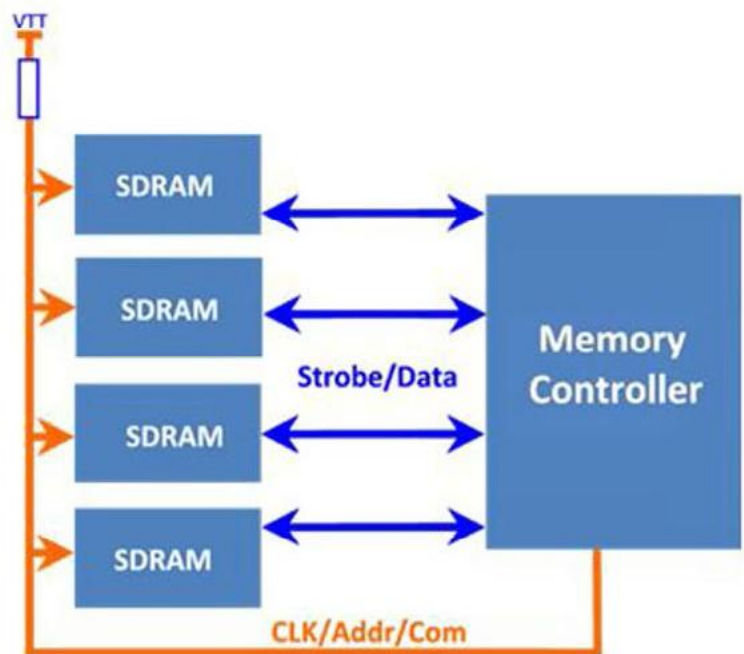 VTT
SDRAM
SDRAM
Strobe/Data
SDRAM
SDRAM
Memory
Controller
CLK/Addr/Com